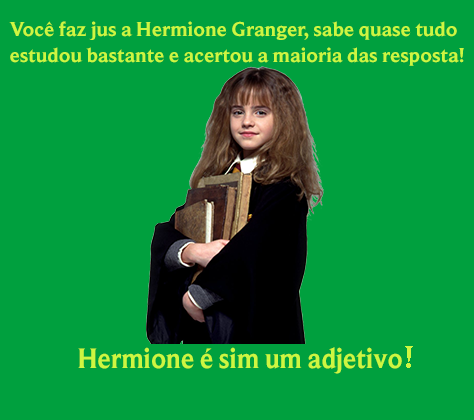 Você faz jus a Hermione Granger, sabe quase tudo
estudou bastante e acertou a maioria das resposta!
Hermione é sim um adjetivo!